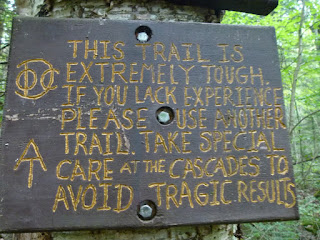 THIS TRAIL IS
EXTREMELY TOUGH.
IF YOU LACK EXPERIENCE
PLEASE USE ANOTHER
TRAIL. TAKE SPECIAL
CARE AT THE CASCADES TO
AVOID TRAGIC RESULTS